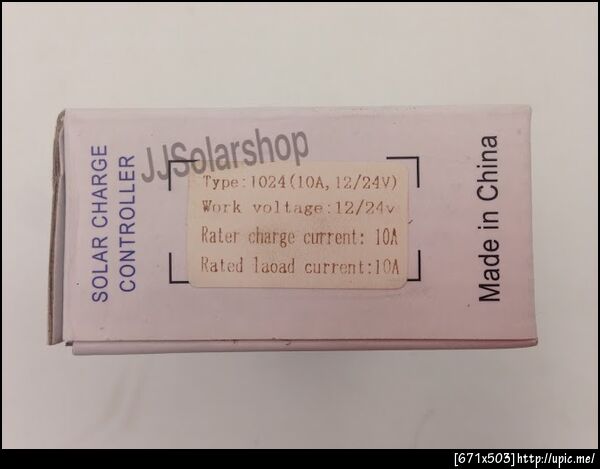 SOLAR CHARGE
CONTROLLER
JJSolarshop
Type:1024(10A,12/24V)
Work voltage:12/24v
Rater charge current: 10A
Rated laoad current:10A
Made in China
[671x503]http://upic.me/